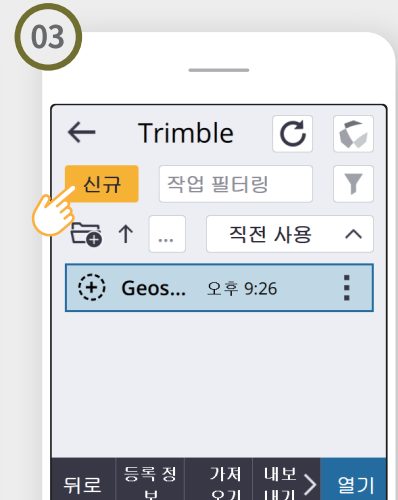 03
Trimble
신규
작업 필터링
...
직전 사용
Geos...
오후 9:26
뒤로
등록 정
보
가져
오기
내보
내기
열기